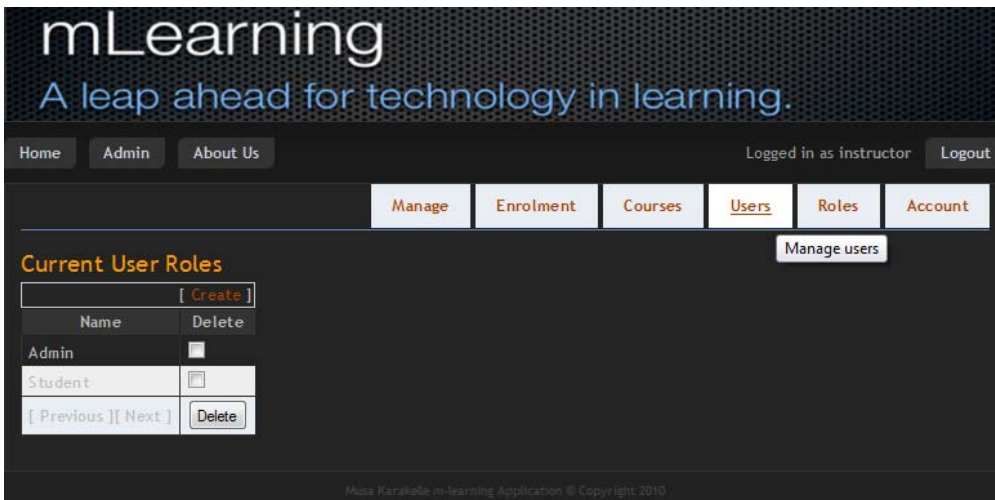 mLearning
A leap ahead for technology in learning.
Home Admin About Us Logged in as instructor Logout
Manage Enrolment Courses Users Roles Account
Manage users
Current User Roles
[ Create ]
Name Delete
Admin
Student
[ Previous ][ Next ] Delete
Musa Karakelle m-learning Application © Copyright 2010